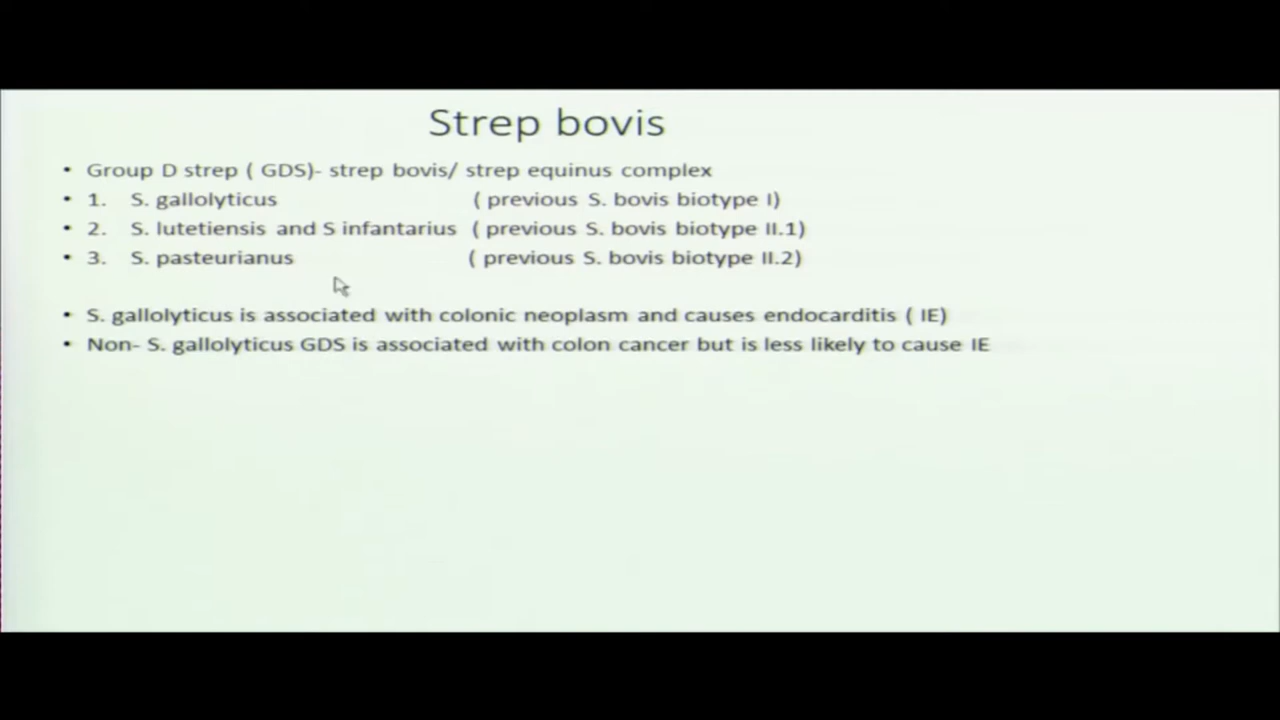 Strep bovis
• Group D strep ( GDS)- strep bovis/ strep equinus complex
• 1. S. gallolyticus ( previous S. bovis biotype I)
• 2. S. lutetiensis and S infantarius ( previous S. bovis biotype II.1)
• 3. S. pasteurianus ( previous S. bovis biotype II.2)
• S. gallolyticus is associated with colonic neoplasm and causes endocarditis ( IE)
• Non- S. gallolyticus GDS is associated with colon cancer but is less likely to cause IE